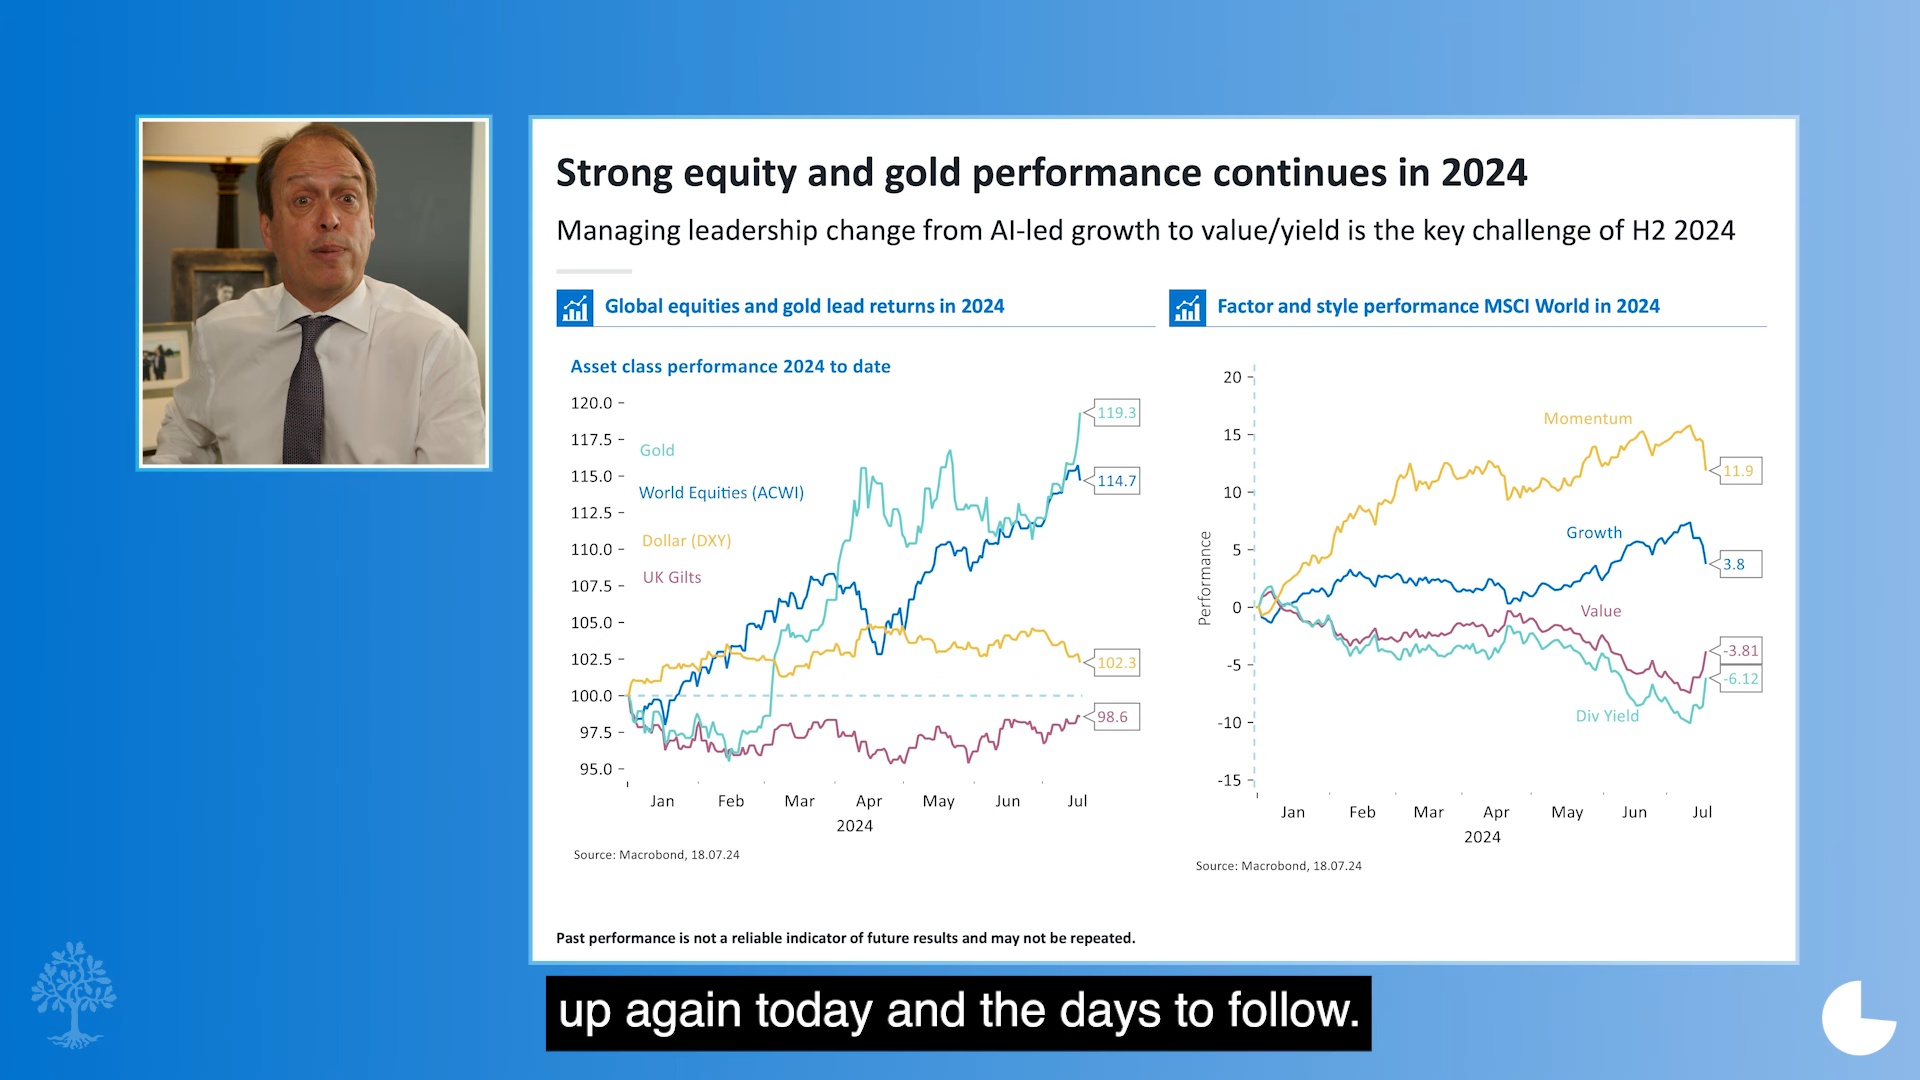 Strong equity and gold performance continues in 2024
Managing leadership change from AI-led growth to value/yield is the key challenge of H2 2024
Global equities and gold lead returns in 2024
Asset class performance 2024 to date
120.0
117.5
115.0
112.5
110.0
107.5
105.0
102.5
100.0
97.5
95.0
Gold
World Equities (ACWI)
Dollar (DXY)
UK Gilts
119.3
114.7
102.3
98.6
Jan Feb Mar Apr May Jun Jul
2024
Source: Macrobond, 18.07.24
Factor and style performance MSCI World in 2024
Performance
20
15
10
5
0
-5
-10
-15
Momentum
Growth
Value
Div Yield
11.9
3.8
-3.81
-6.12
Jan Feb Mar Apr May Jun Jul
2024
Source: Macrobond, 18.07.24
Past performance is not a reliable indicator of future results and may not be repeated.
up again today and the days to follow.